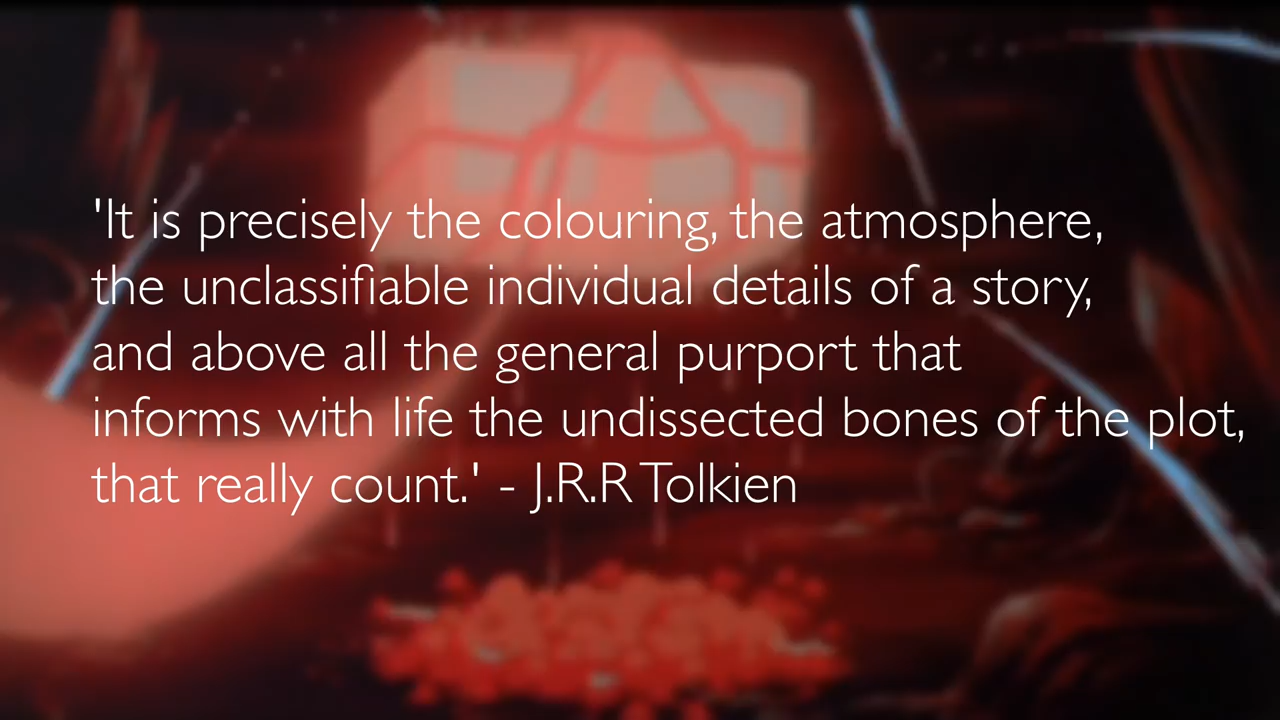 'It is precisely the colouring, the atmosphere,
the unclassifiable individual details of a story,
and above all the general purport that
informs with life the undissected bones of the plot,
that really count.' - J.R.R Tolkien